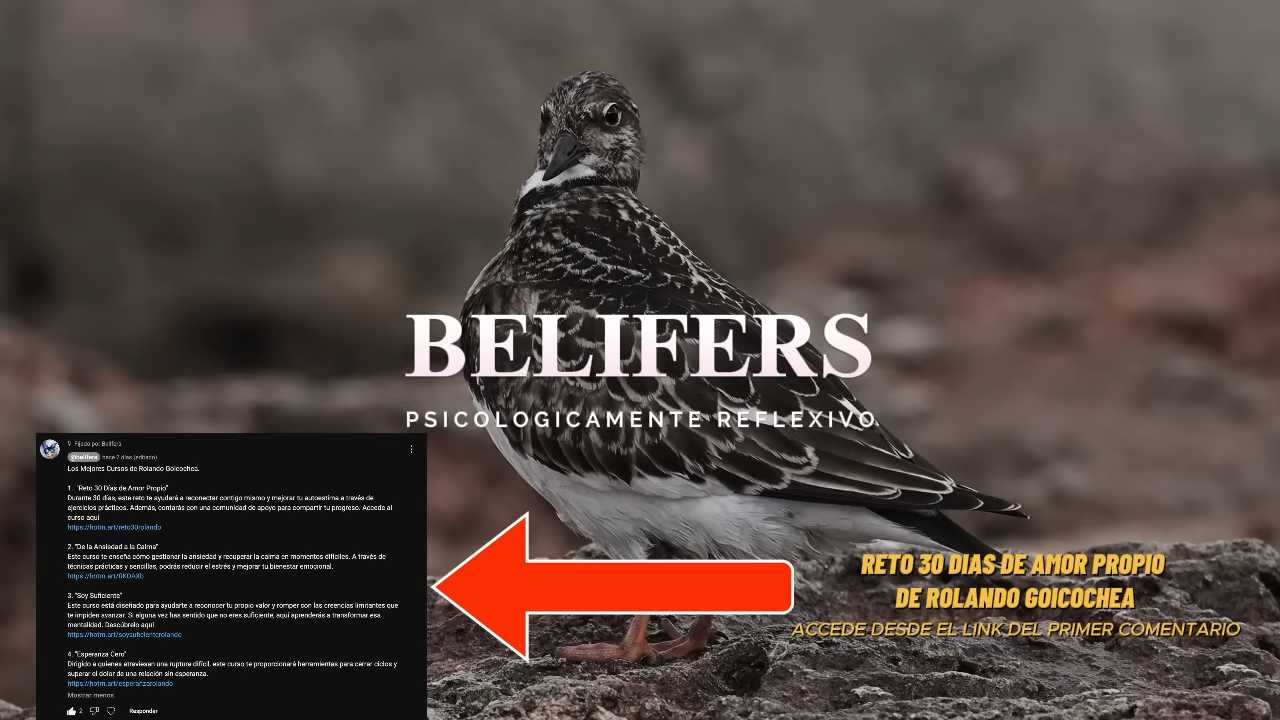 BELIFERS
PSICOLOGICAMENTE REFLEXIVO
Fijado por Belifers
@belifers hace 2 días (editado)
Los Mejores Cursos de Rolando Goicochea.
1. "Reto 30 Días de Amor Propio"
Durante 30 días, este reto te ayudará a reconectar contigo mismo y mejorar tu autoestima a través de
ejercicios prácticos. Además, contarás con una comunidad de apoyo para compartir tu progreso. Accede al
curso aquí
https://hotm.art/reto30rolando
2. "De la Ansiedad a la Calma"
Este curso te enseña cómo gestionar la ansiedad y recuperar la calma en momentos difíciles. A través de
técnicas prácticas y sencillas, podrás reducir el estrés y mejorar tu bienestar emocional.
https://hotm.art/0K0AXb
3. "Soy Suficiente"
Este curso está diseñado para ayudarte a reconocer tu propio valor y romper con las creencias limitantes que
te impiden avanzar. Si alguna vez has sentido que no eres suficiente, aquí aprenderás a transformar esa
mentalidad. Descúbrelo aquí
https://hotm.art/soysuficienterolando
4. "Esperanza Cero"
Dirigido a quienes atraviesan una ruptura difícil, este curso te proporcionará herramientas para cerrar ciclos y
superar el dolor de una relación sin esperanza.
https://hotm.art/esperanzarolando
Mostrar menos
2 Responder
RETO 30 DIAS DE AMOR PROPIO
DE ROLANDO GOICOCHEA
ACCEDE DESDE EL LINK DEL PRIMER COMENTARIO